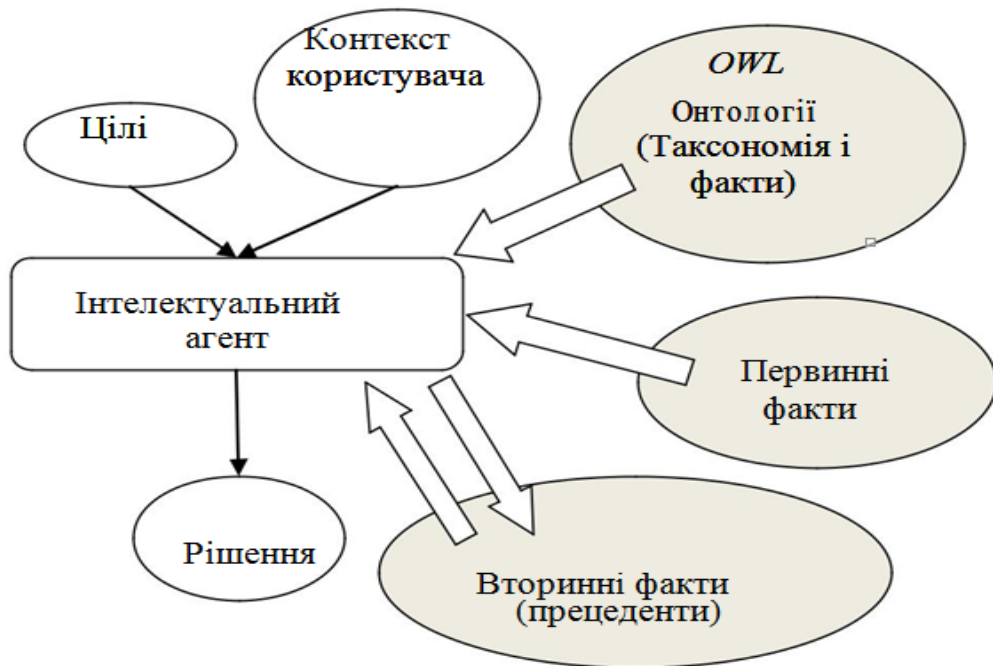 Контекст
користувача
Цілі
OWL
Онтології
(Таксономія і
факти)
Інтелектуальний
агент
Первинні
факти
Рішення
Вторинні факти
(прецеденти)